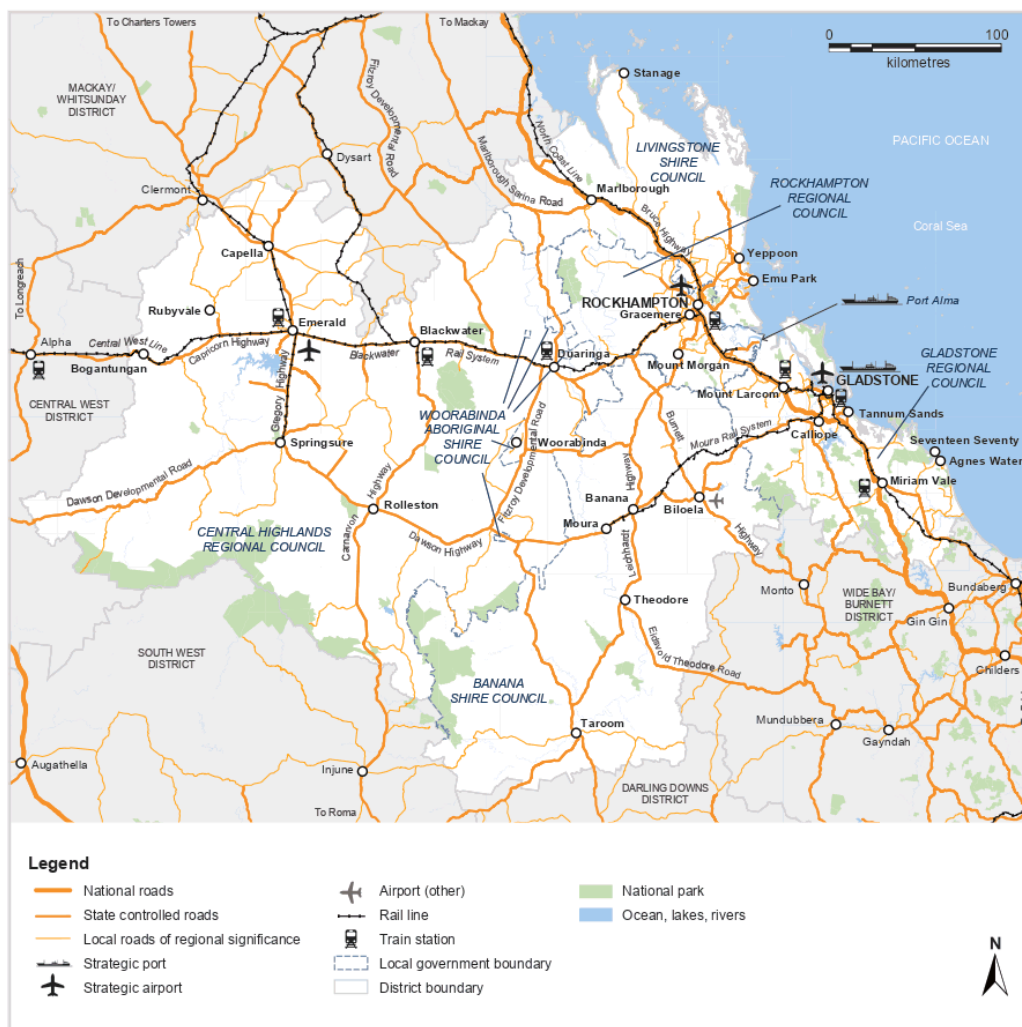 To Charters Towers
To Mackay
0
100
kilometres
Stanage
MACKAY/
WHITSUNDAY
DISTRICT
Fitzroy Developmental Road
PACIFIC OCEAN
Dysart
North Coast Line
LIVINGSTONE
SHIRE
COUNCIL
Marlborough Sarina Road
ROCKHAMPTON
REGIONAL
COUNCIL
Clermont
Marlborough
Bruce Highway
Coral Sea
Capella
Yeppoon
To Longreach
Emu Park
Rubyvale
ROCKHAMPTON
Port Alma
Gracemere
Emerald
Blackwater
Alpha
Central West Line
Capricorn Highway
Blackwater
Rail System
Duaringa
Bogantungan
Mount Morgan
GLADSTONE
REGIONAL
COUNCIL
CENTRAL WEST
DISTRICT
Gregory Highway
Mount Larcom
GLADSTONE
WOORABINDA
ABORIGINAL
SHIRE
COUNCIL
Burnett
Tannum Sands
Moura Rail System
Calliope
Springsure
Woorabinda
Seventeen Seventy
Agnes Water
Dawson Developmental Road
Highway
Fitzroy Developmental Road
Highway
Miriam Vale
Rolleston
Banana
Biloela
CENTRAL HIGHLANDS
REGIONAL COUNCIL
Carnarvon
Dawson Highway
Moura
Leichhardt
Highway
Monto
WIDE BAY/
BURNETT
DISTRICT
Bundaberg
Theodore
Gin Gin
Eidsvold Theodore Road
SOUTH WEST
DISTRICT
BANANA
SHIRE COUNCIL
Childers
Taroom
Mundubbera
Gayndah
Augathella
Injune
DARLING DOWNS
DISTRICT
To Roma
Legend
National roads
State controlled roads
Local roads of regional significance
Strategic port
Strategic airport
Airport (other)
Rail line
Train station
Local government boundary
District boundary
National park
Ocean, lakes, rivers
N